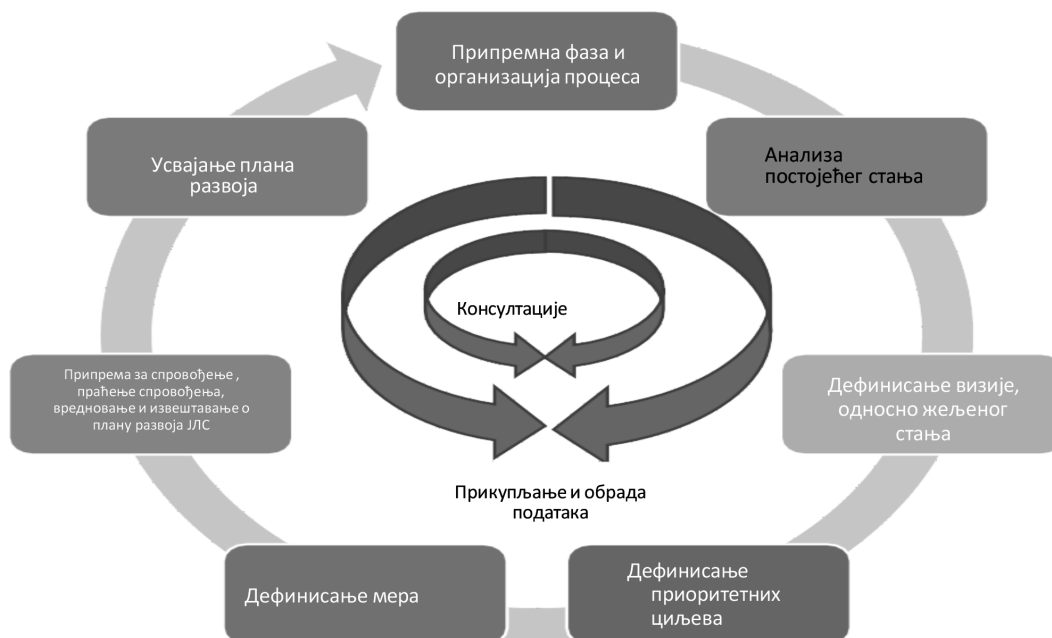 Припремна фаза и
организација процеса
Анализа
постојећег стања
Дефинисање визије,
односно жељеног
стања
Дефинисање
приоритетних
циљева
Дефинисање мера
Припрема за спровођење ,
праћење спровођења,
вредновање и извештавање о
плану развоја ЈЛС
Усвајање плана
развоја
Консултације
Прикупљање и обрада
података